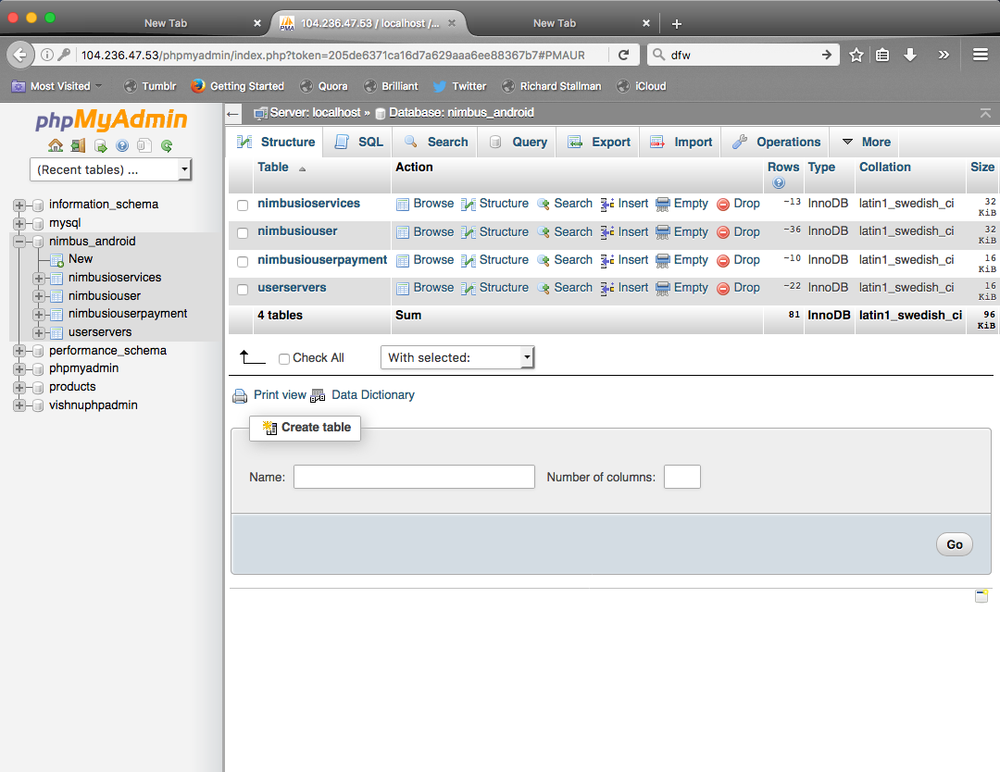 New Tab
104.236.47.53 / localhost /...
New Tab
104.236.47.53/phpmyadmin/index.php?token=205de6371ca16d7a629aaa6ee88367b7#PMAUR
dfw
Most Visited
Tumblr
Getting Started
Quora
Brilliant
Twitter
Richard Stallman
iCloud
phpMyAdmin
(Recent tables) ...
information_schema
mysql
nimbus_android
New
nimbusioservices
nimbusiouser
nimbusiouserpayment
userservers
performance_schema
phpmyadmin
products
vishnuphpadmin
Server: localhost » Database: nimbus_android
Structure SQL Search Query Export Import Operations More
Table Action Rows Type Collation Size
nimbusioservices Browse Structure Search Insert Empty Drop ~13 InnoDB latin1_swedish_ci 32 KiB
nimbusiouser Browse Structure Search Insert Empty Drop ~36 InnoDB latin1_swedish_ci 32 KiB
nimbusiouserpayment Browse Structure Search Insert Empty Drop ~10 InnoDB latin1_swedish_ci 16 KiB
userservers Browse Structure Search Insert Empty Drop ~22 InnoDB latin1_swedish_ci 16 KiB
4 tables Sum 81 InnoDB latin1_swedish_ci 96 KiB
Check All With selected:
Print view Data Dictionary
Create table
Name: Number of columns:
Go